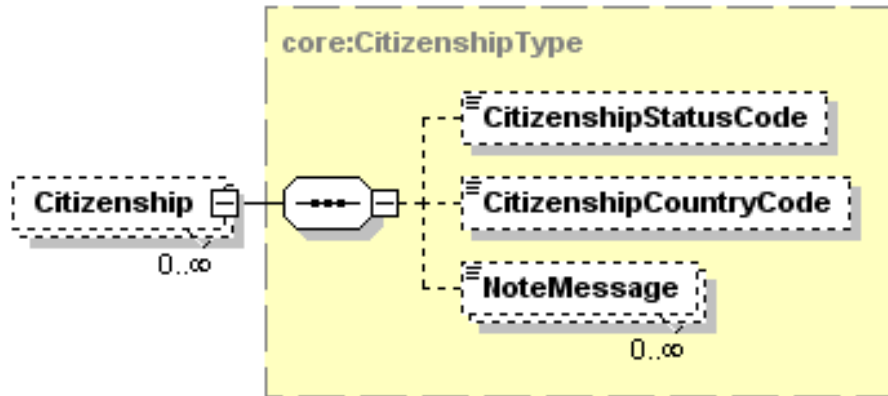 core:CitizenshipType
CitizenshipStatusCode
Citizenship
0..∞
CitizenshipCountryCode
NoteMessage
0..∞